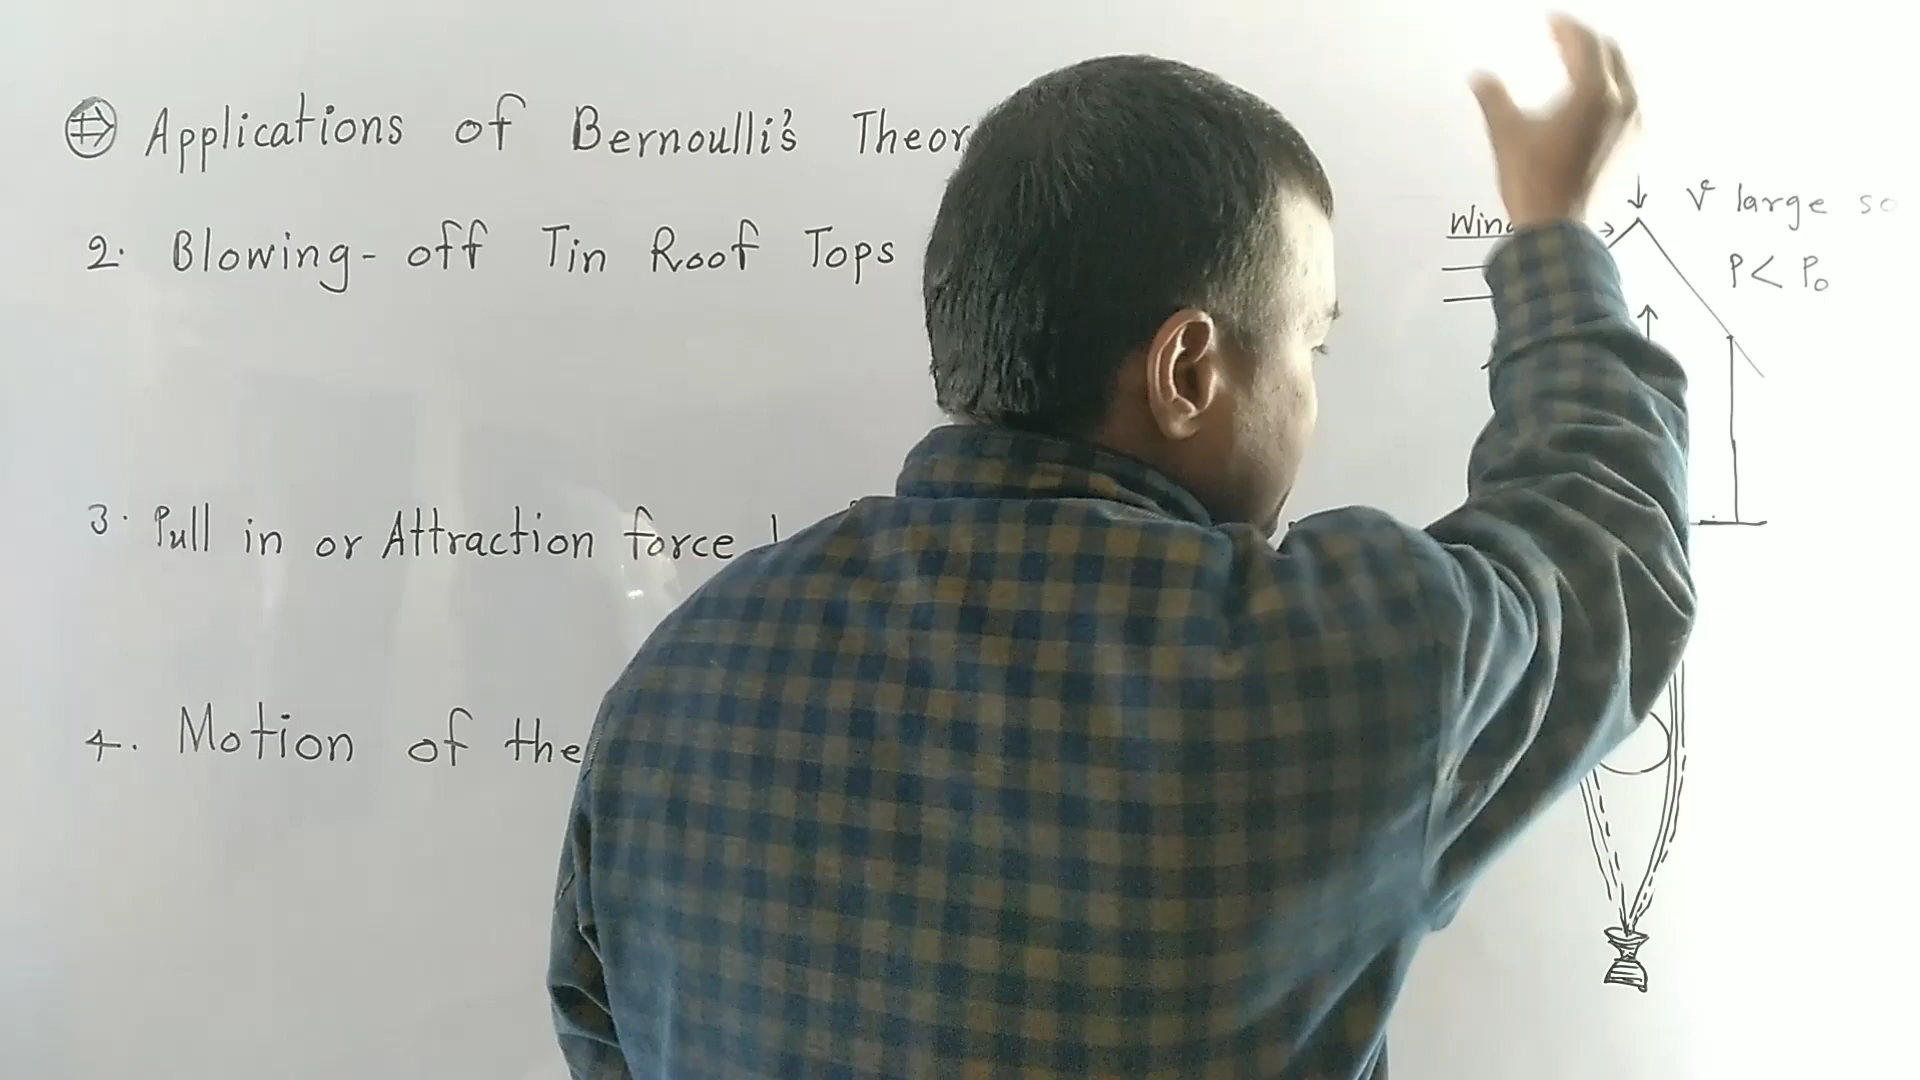 Applications of Bernoulli's Theor
2. Blowing-off Tin Roof Tops
Wind
v large so
P < P₀
3. Pull in or Attraction force
4. Motion of the